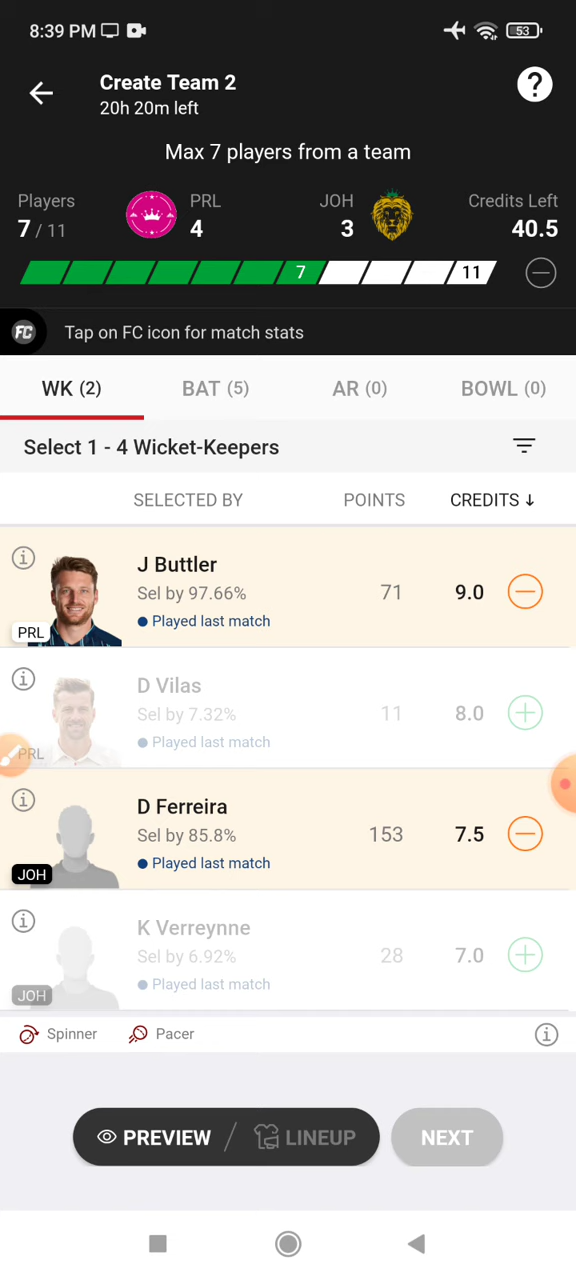 8:39 PM 53
Create Team 2
20h 20m left
?
Max 7 players from a team
Players PRL JOH Credits Left
7 / 11 4 3 40.5
7 11
FC Tap on FC icon for match stats
WK (2) BAT (5) AR (0) BOWL (0)
Select 1 - 4 Wicket-Keepers
SELECTED BY POINTS CREDITS ↓
J Buttler
Sel by 97.66% 71 9.0
Played last match
PRL
D Vilas
Sel by 7.32% 11 8.0
Played last match
PRL
D Ferreira
Sel by 85.8% 153 7.5
Played last match
JOH
K Verreynne
Sel by 6.92% 28 7.0
Played last match
JOH
Spinner Pacer
PREVIEW / LINEUP NEXT